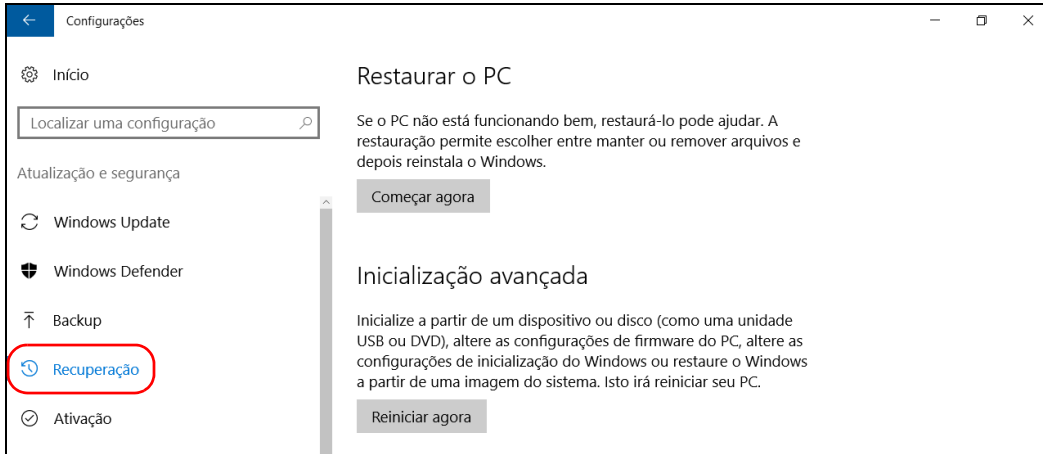 Configurações
Início
Localizar uma configuração
Atualização e segurança
Windows Update
Windows Defender
Backup
Recuperação
Ativação
Restaurar o PC
Se o PC não está funcionando bem, restaurá-lo pode ajudar. A
restauração permite escolher entre manter ou remover arquivos e
depois reinstala o Windows.
Começar agora
Inicialização avançada
Inicialize a partir de um dispositivo ou disco (como uma unidade
USB ou DVD), altere as configurações de firmware do PC, altere as
configurações de inicialização do Windows ou restaure o Windows
a partir de uma imagem do sistema. Isto irá reiniciar seu PC.
Reiniciar agora